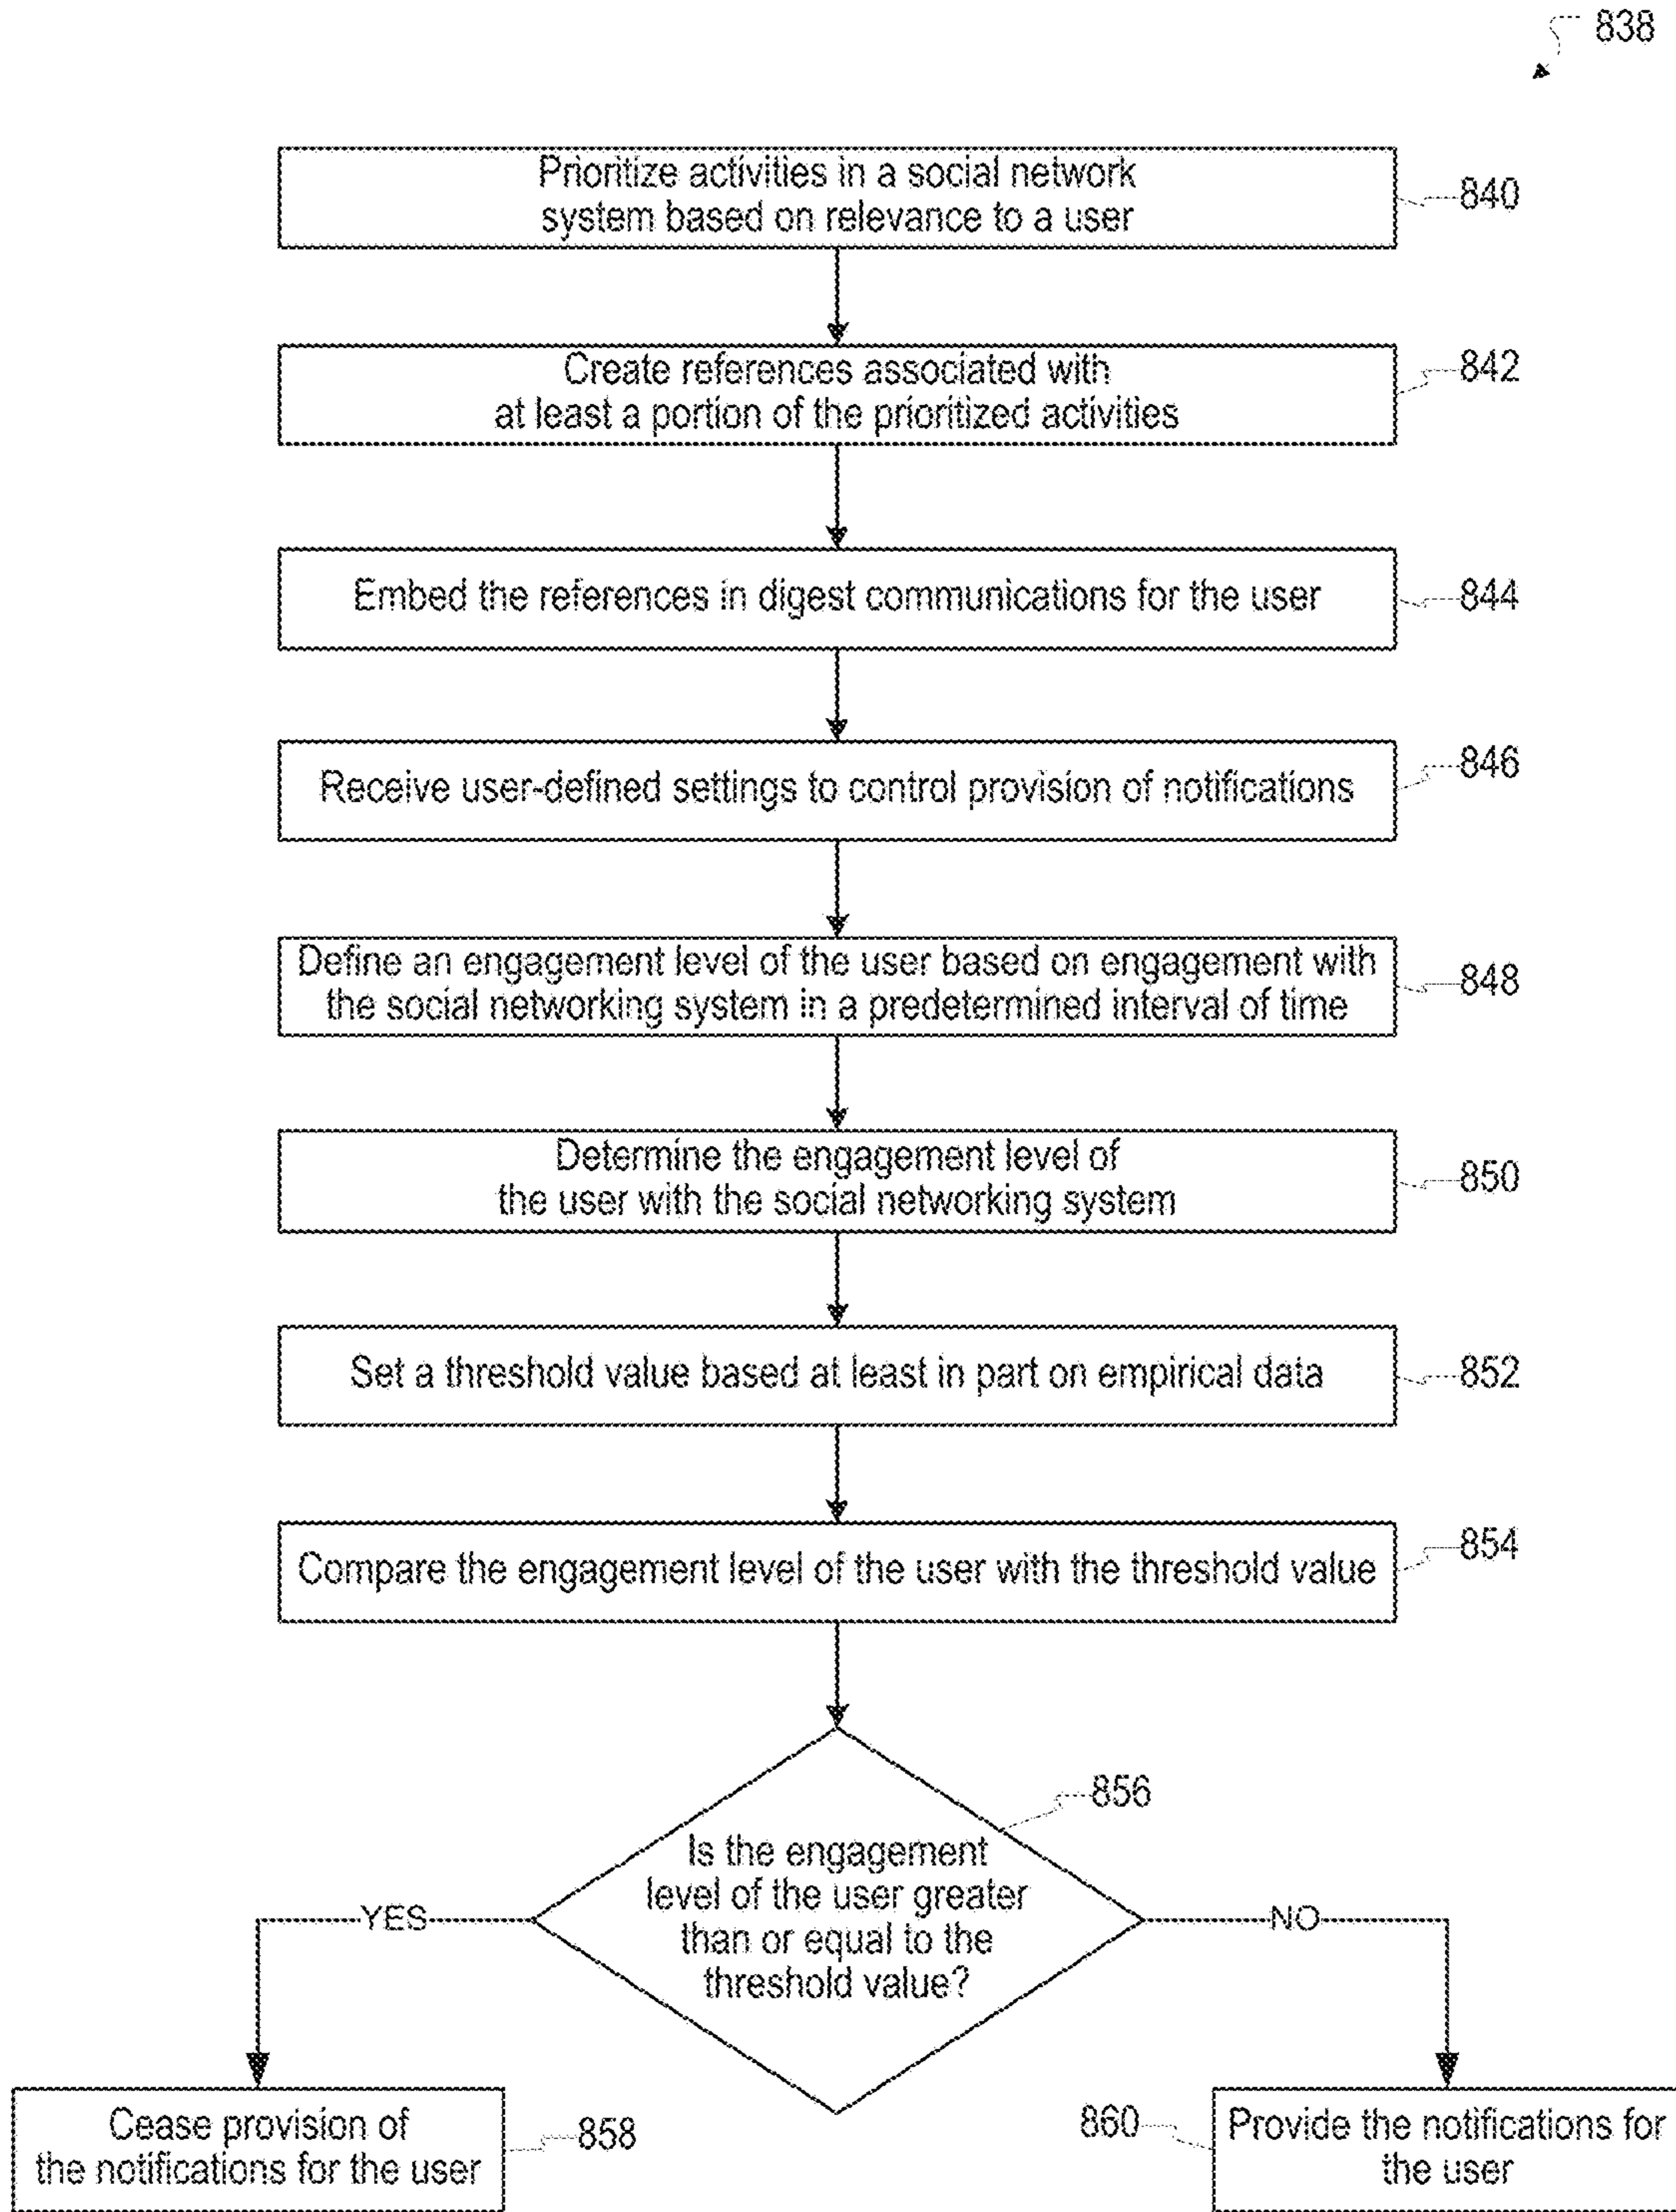 838
Prioritize activities in a social network
system based on relevance to a user
840
Create references associated with
at least a portion of the prioritized activities
842
Embed the references in digest communications for the user
844
Receive user-defined settings to control provision of notifications
846
Define an engagement level of the user based on engagement with
the social networking system in a predetermined interval of time
848
Determine the engagement level of
the user with the social networking system
850
Set a threshold value based at least in part on empirical data
852
Compare the engagement level of the user with the threshold value
854
856
Is the engagement
level of the user greater
than or equal to the
threshold value?
YES
NO
Cease provision of
the notifications for the user
858
860
Provide the notifications for
the user